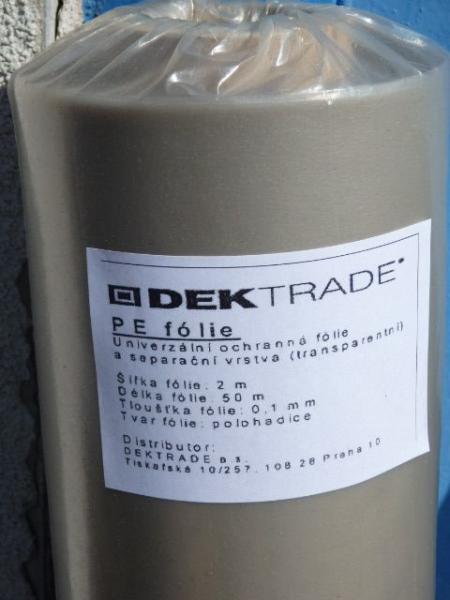 DEKTRADE
PE fólie
Univerzální ochranná fólie
a separační vrstva (transparentní)
Šířka fólie: 2 m
Délka fólie: 50 m
Tloušťka fólie: 0,1 mm
Tvar fólie: polohadice
Distributor:
DEKTRADE a.s.
Tiskařská 10/257, 108 28 Praha 10